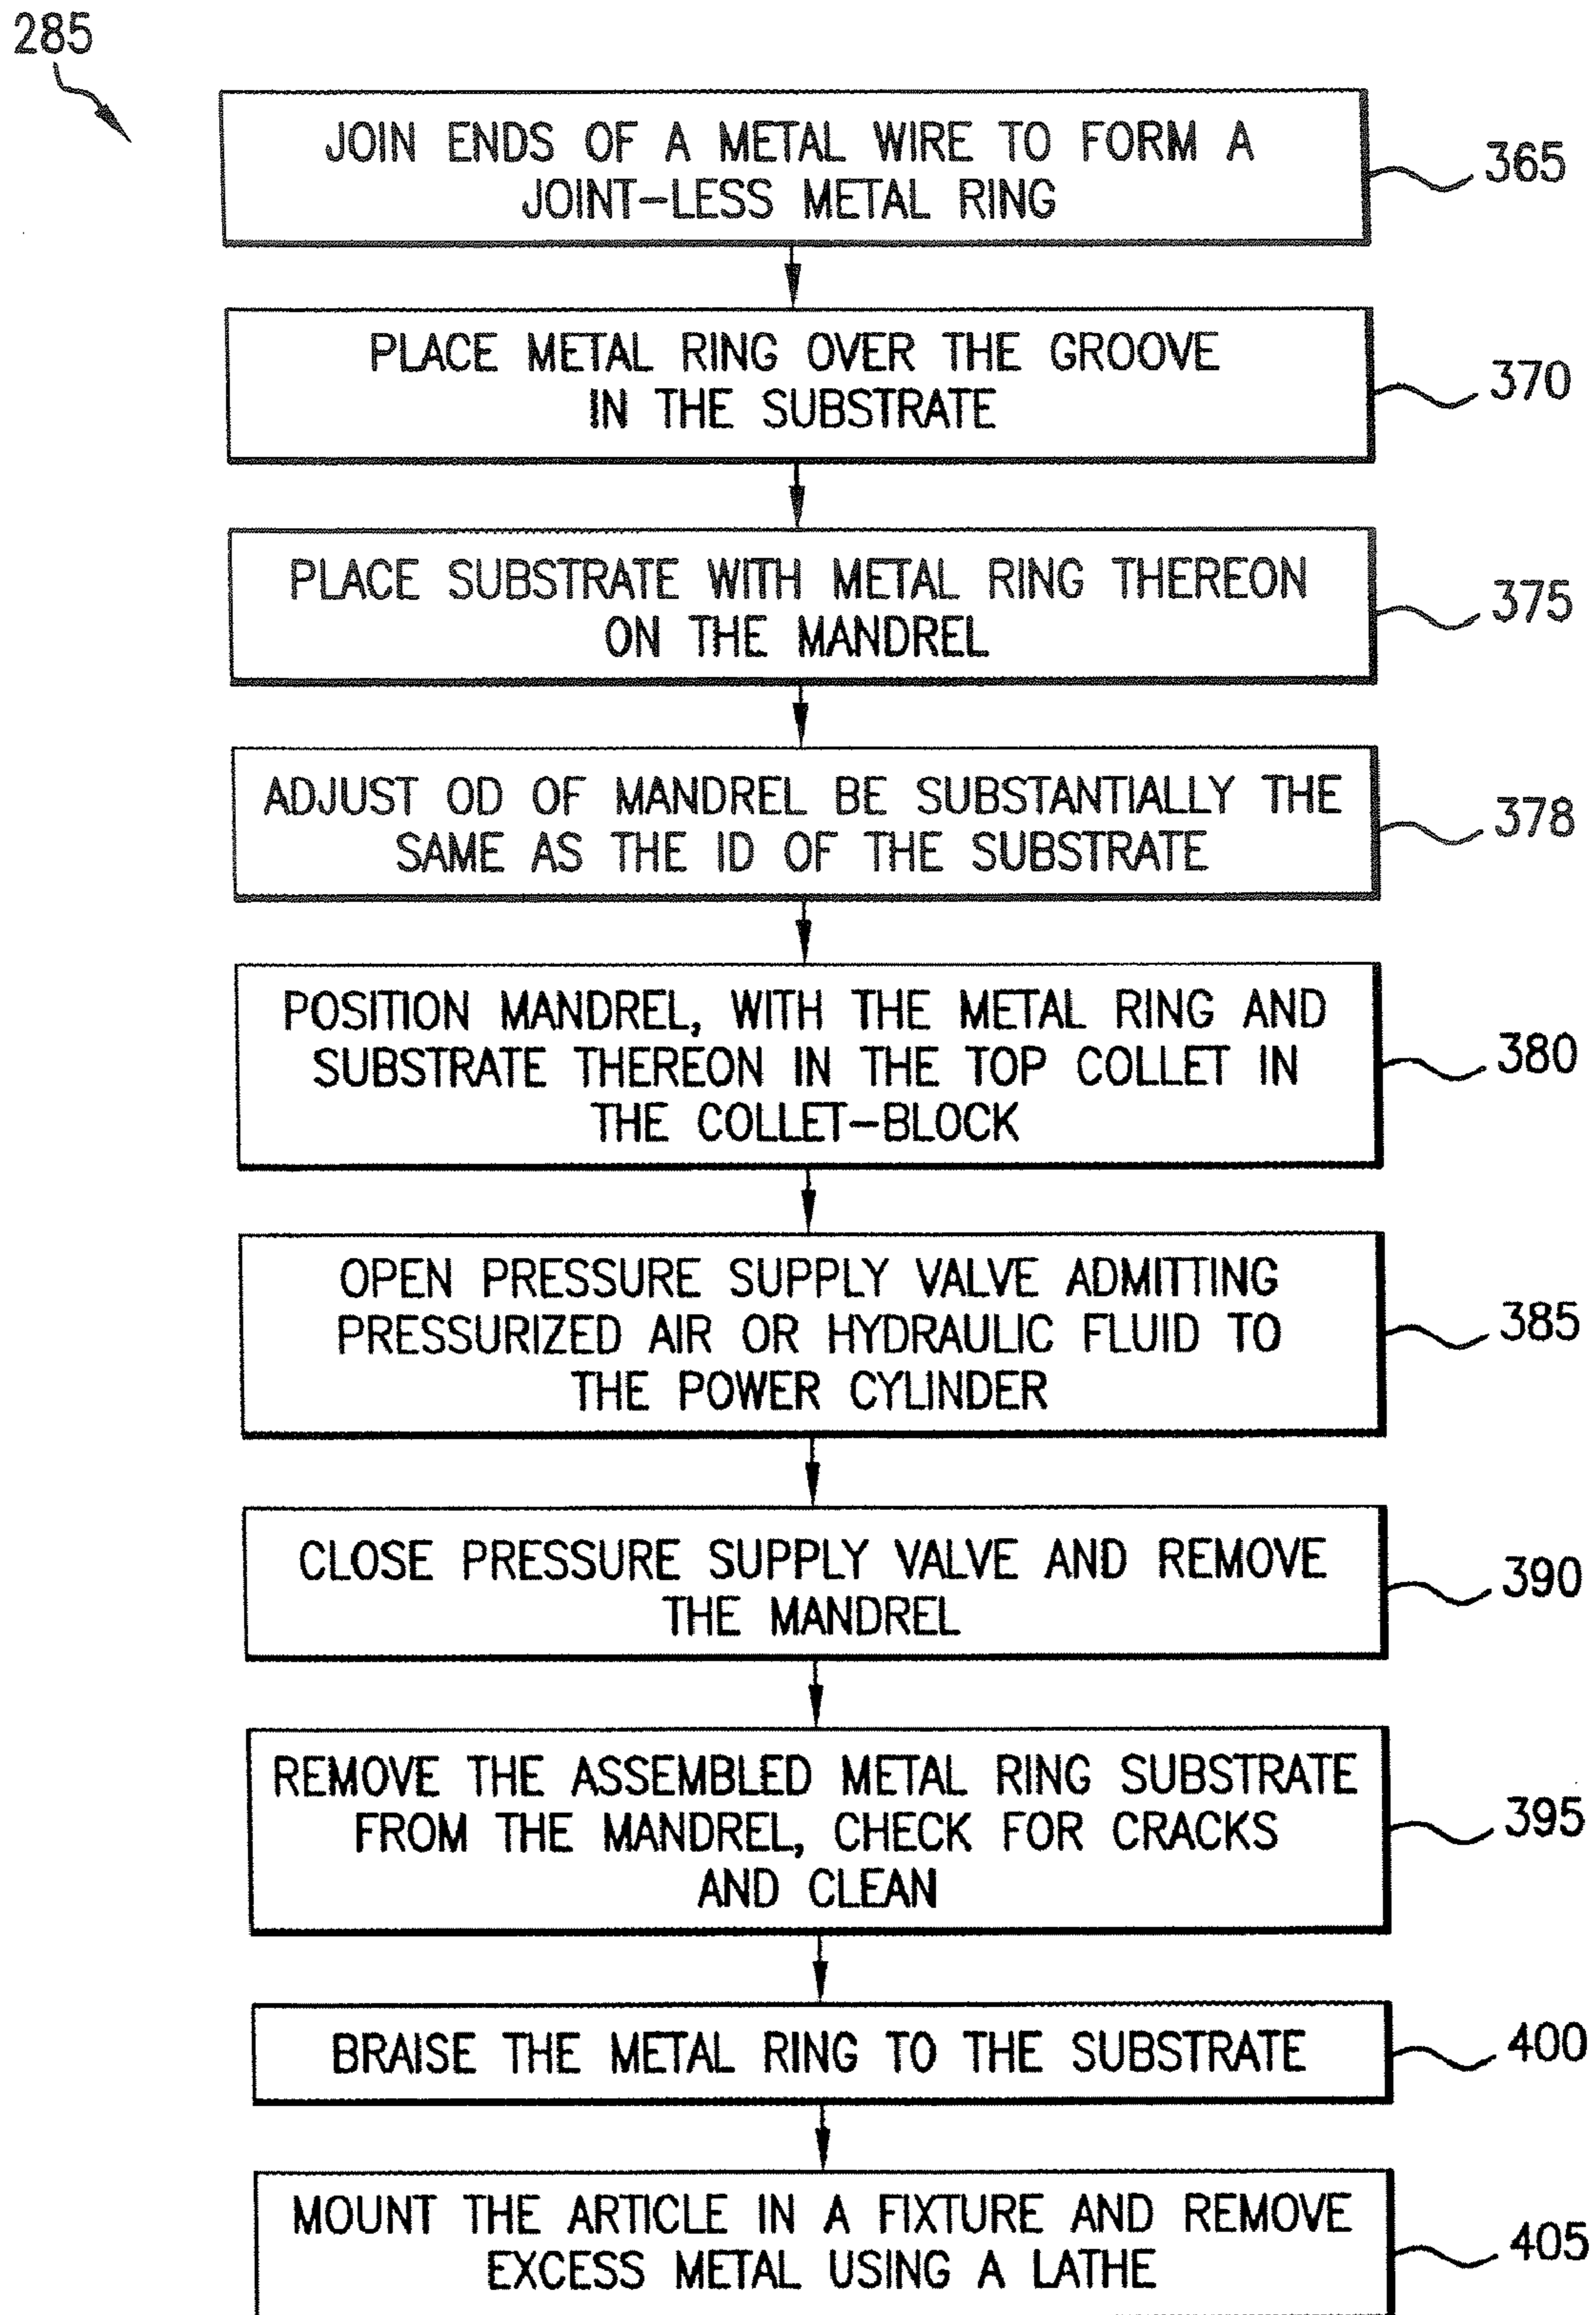 285
JOIN ENDS OF A METAL WIRE TO FORM A
JOINT-LESS METAL RING
365
PLACE METAL RING OVER THE GROOVE
IN THE SUBSTRATE
370
PLACE SUBSTRATE WITH METAL RING THEREON
ON THE MANDREL
375
ADJUST OD OF MANDREL BE SUBSTANTIALLY THE
SAME AS THE ID OF THE SUBSTRATE
378
POSITION MANDREL, WITH THE METAL RING AND
SUBSTRATE THEREON IN THE TOP COLLET IN
THE COLLET-BLOCK
380
OPEN PRESSURE SUPPLY VALVE ADMITTING
PRESSURIZED AIR OR HYDRAULIC FLUID TO
THE POWER CYLINDER
385
CLOSE PRESSURE SUPPLY VALVE AND REMOVE
THE MANDREL
390
REMOVE THE ASSEMBLED METAL RING SUBSTRATE
FROM THE MANDREL, CHECK FOR CRACKS
AND CLEAN
395
BRAISE THE METAL RING TO THE SUBSTRATE
400
MOUNT THE ARTICLE IN A FIXTURE AND REMOVE
EXCESS METAL USING A LATHE
405